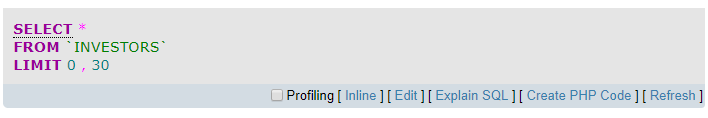 SELECT *
FROM `INVESTORS`
LIMIT 0 , 30
Profiling [ Inline ] [ Edit ] [ Explain SQL ] [ Create PHP Code ] [ Refresh ]